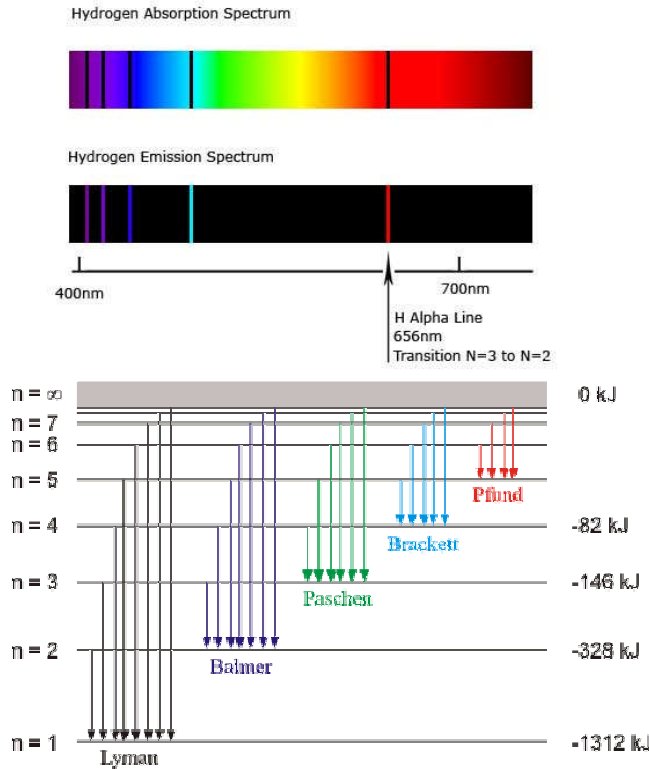 Hydrogen Absorption Spectrum
Hydrogen Emission Spectrum
400nm
700nm
H Alpha Line
656nm
Transition N=3 to N=2
n = ∞ 0 kJ
n = 7
n = 6
n = 5
Pfund
n = 4 -82 kJ
Brackett
n = 3 -146 kJ
Paschen
n = 2 -328 kJ
Balmer
n = 1 -1312 kJ
Lyman